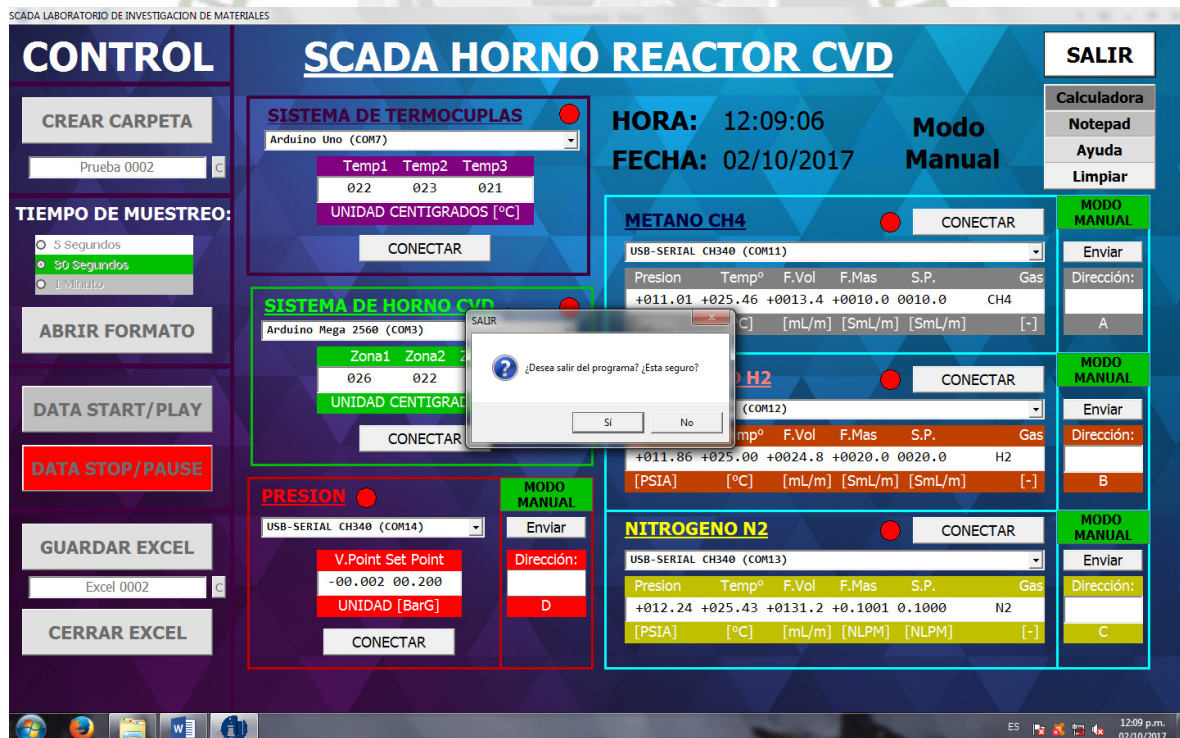 SCADA LABORATORIO DE INVESTIGACION DE MATERIALES
CONTROL
SCADA HORNO REACTOR CVD
SALIR
Calculadora
Notepad
Ayuda
Limpiar
CREAR CARPETA
Prueba 0002 C
TIEMPO DE MUESTREO:
5 Segundos
30 Segundos
1 Minuto
ABRIR FORMATO
DATA START/PLAY
DATA STOP/PAUSE
GUARDAR EXCEL
Excel 0002 C
CERRAR EXCEL
SISTEMA DE TERMOCUPLAS
Arduino Uno (COM7)
Temp1 Temp2 Temp3
022 023 021
UNIDAD CENTIGRADOS [ºC]
CONECTAR
HORA: 12:09:06
FECHA: 02/10/2017
Modo
Manual
SISTEMA DE HORNO CVD
Arduino Mega 2560 (COM3)
Zona1 Zona2
026 022
UNIDAD CENTIGRAD
CONECTAR
SALIR
¿Desea salir del programa? ¿Esta seguro?
Sí No
PRESION
USB-SERIAL CH340 (COM14)
V.Point Set Point
-00.002 00.200
UNIDAD [BarG]
CONECTAR
MODO
MANUAL
Enviar
Dirección:
D
METANO CH4
CONECTAR
USB-SERIAL CH340 (COM11)
Presion Tempº F.Vol F.Mas S.P. Gas
+011.01 +025.46 +0013.4 +0010.0 0010.0 CH4
ºC] [mL/m] [SmL/m] [SmL/m] [-]
MODO
MANUAL
Enviar
Dirección:
A
O H2
CONECTAR
(COM12)
mpº F.Vol F.Mas S.P. Gas
+011.86 +025.00 +0024.8 +0020.0 0020.0 H2
[PSIA] [ºC] [mL/m] [SmL/m] [SmL/m] [-]
MODO
MANUAL
Enviar
Dirección:
B
NITROGENO N2
CONECTAR
USB-SERIAL CH340 (COM13)
Presion Tempº F.Vol F.Mas S.P. Gas
+012.24 +025.43 +0131.2 +0.1001 0.1000 N2
[PSIA] [ºC] [mL/m] [NLPM] [NLPM] [-]
MODO
MANUAL
Enviar
Dirección:
C
ES
12:09 p.m.
02/10/2017